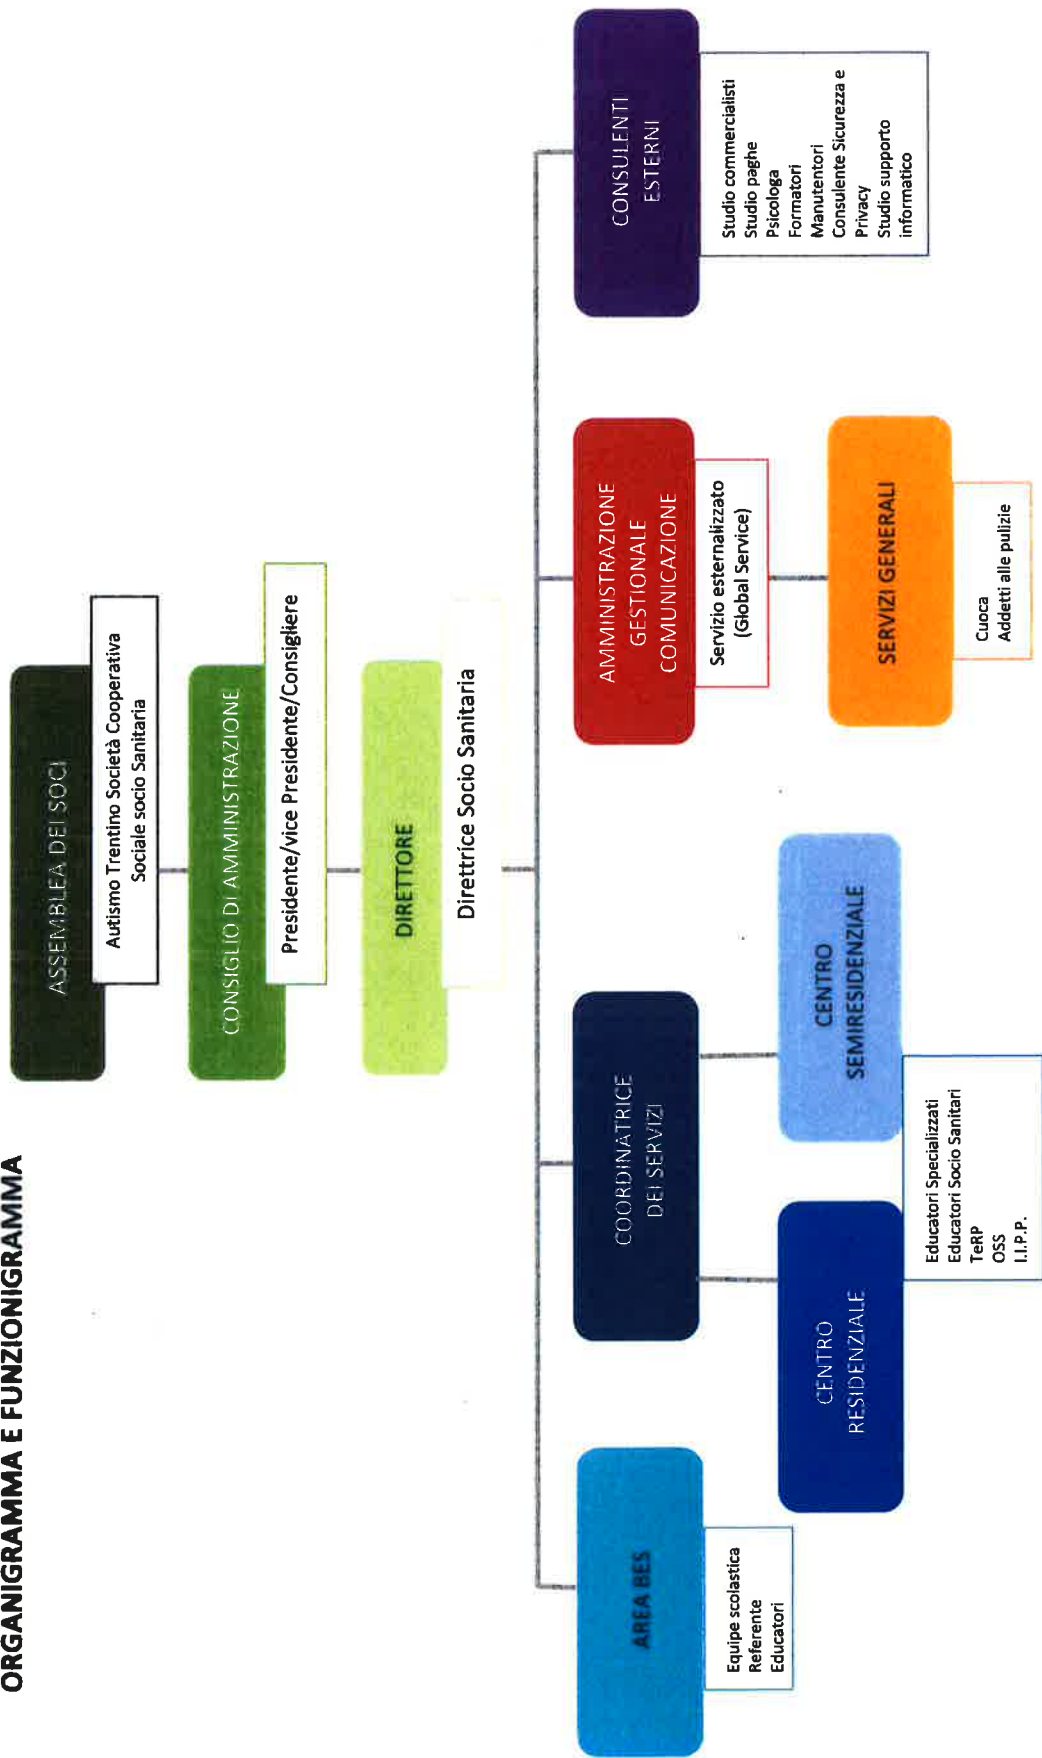 ORGANIGRAMMA E FUNZIONIGRAMMA
ASSEMBLEA DEI SOCI
Autismo Trentino Società Cooperativa
Sociale socio Sanitaria
CONSIGLIO DI AMMINISTRAZIONE
Presidente/vice Presidente/Consigliere
DIRETTORE
Direttrice Socio Sanitaria
AREA BES
Equipe scolastica
Referente
Educatori
COORDINATRICE
DEI SERVIZI
CENTRO
RESIDENZIALE
CENTRO
SEMIRESIDENZIALE
Educatori Specializzati
Educatori Socio Sanitari
TeRP
OSS
I.I.P.P.
AMMINISTRAZIONE
GESTIONALE
COMUNICAZIONE
Servizio esternalizzato
(Global Service)
SERVIZI GENERALI
Cuoca
Addetti alle pulizie
CONSULENTI
ESTERNI
Studio commercialisti
Studio paghe
Psicologa
Formatori
Manutentori
Consulente Sicurezza e
Privacy
Studio supporto
informatico